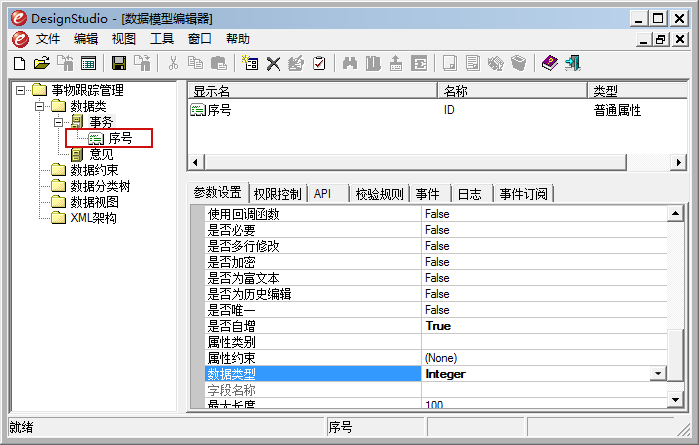 DesignStudio - [数据模型编辑器]
文件 编辑 视图 工具 窗口 帮助
事物跟踪管理
数据类
事务
序号
意见
数据约束
数据分类树
数据视图
XML架构
显示名 名称 类型
序号 ID 普通属性
参数设置 权限控制 API 校验规则 事件 日志 事件订阅
使用回调函数 False
是否必要 False
是否多行修改 False
是否加密 False
是否为富文本 False
是否为历史编辑 False
是否唯一 False
是否自增 True
属性类别
属性约束 (None)
数据类型 Integer
字段名称
最大长度 100
就绪 序号